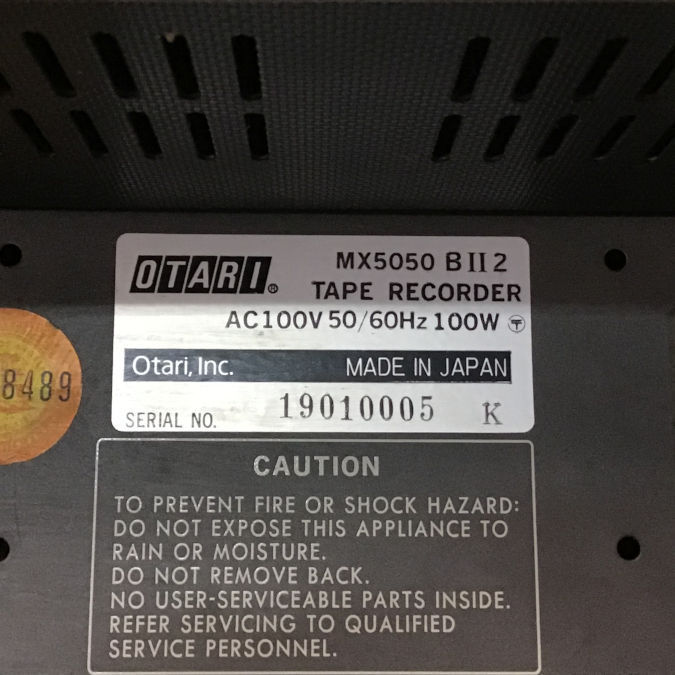 OTARI®
MX5050 B II 2
TAPE RECORDER
AC100V 50/60Hz 100W 〶
Otari, Inc. MADE IN JAPAN
SERIAL NO. 19010005 K
8489
CAUTION
TO PREVENT FIRE OR SHOCK HAZARD:
DO NOT EXPOSE THIS APPLIANCE TO
RAIN OR MOISTURE.
DO NOT REMOVE BACK.
NO USER-SERVICEABLE PARTS INSIDE.
REFER SERVICING TO QUALIFIED
SERVICE PERSONNEL.